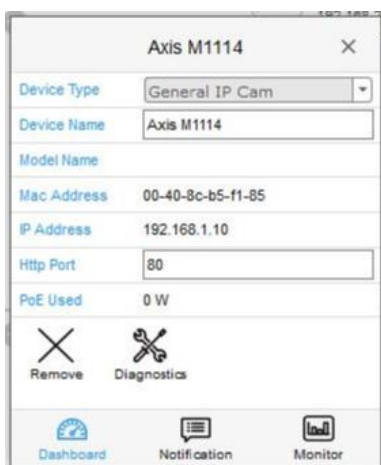 Axis M1114
Device Type General IP Cam
Device Name Axis M1114
Model Name
Mac Address 00-40-8c-b5-f1-85
IP Address 192.168.1.10
Http Port 80
PoE Used 0 W
Remove Diagnostics
Dashboard Notification Monitor